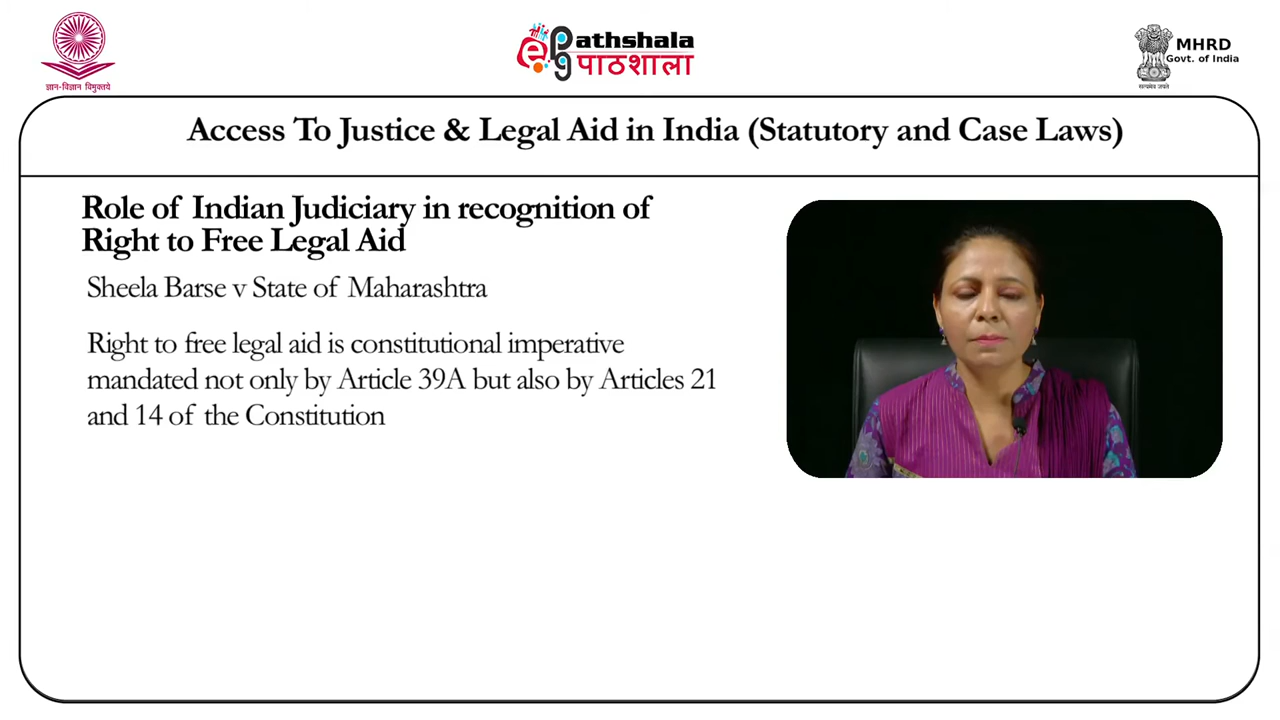 ज्ञान-विज्ञान विमुक्तये
e pg athshala
पाठशाला
MHRD
Govt. of India
सत्यमेव जयते
Access To Justice & Legal Aid in India (Statutory and Case Laws)
Role of Indian Judiciary in recognition of
Right to Free Legal Aid
Sheela Barse v State of Maharashtra
Right to free legal aid is constitutional imperative
mandated not only by Article 39A but also by Articles 21
and 14 of the Constitution